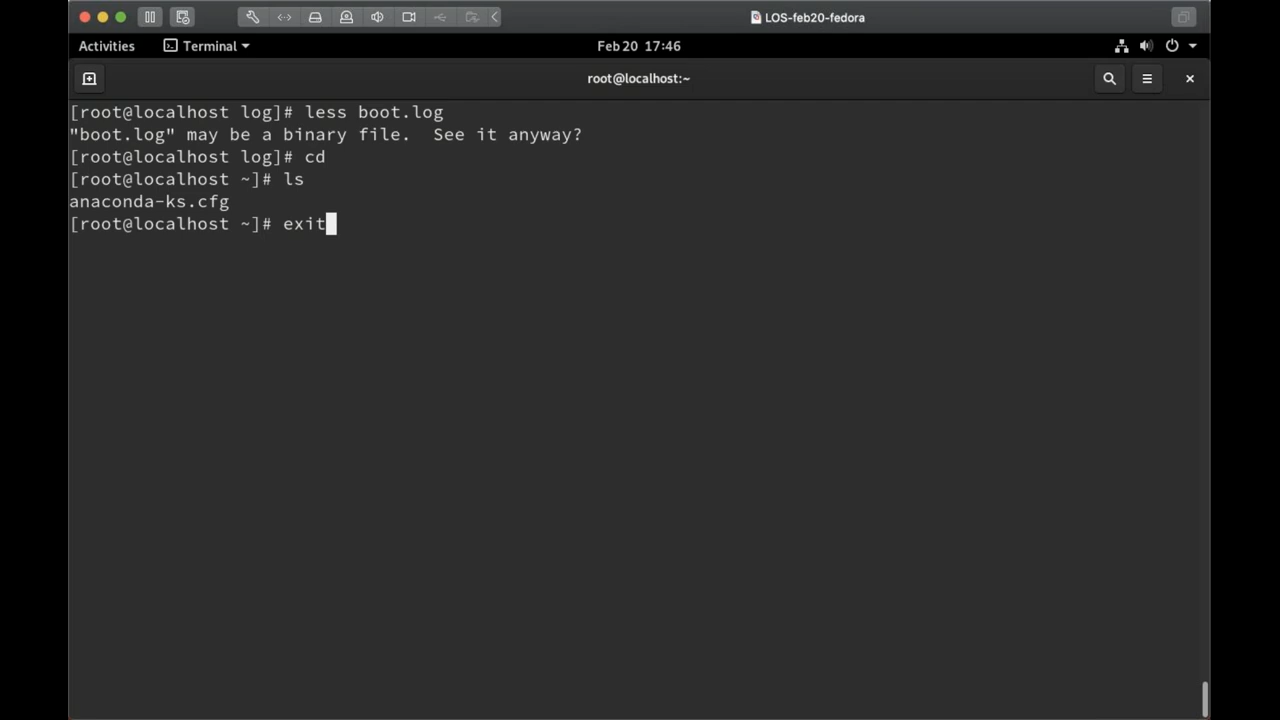 LOS-feb20-fedora
Activities Terminal Feb 20 17:46
root@localhost:~
[root@localhost log]# less boot.log
"boot.log" may be a binary file.  See it anyway?
[root@localhost log]# cd
[root@localhost ~]# ls
anaconda-ks.cfg
[root@localhost ~]# exit